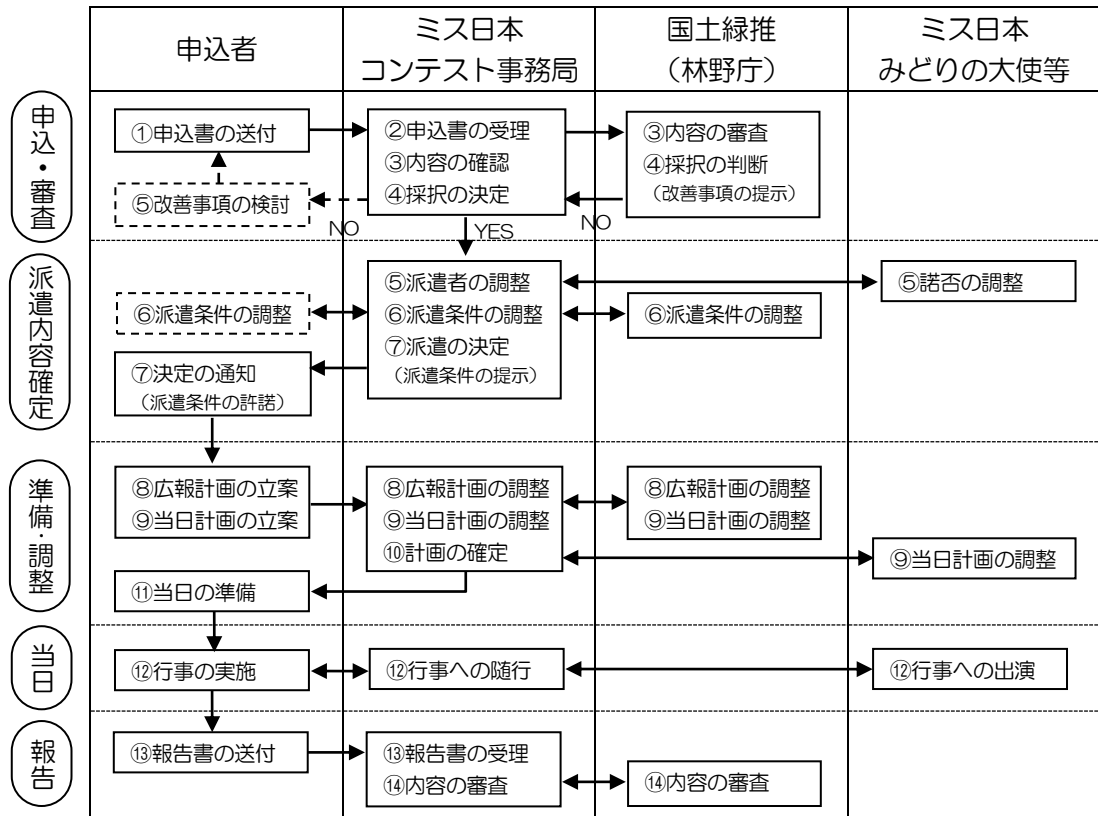 申込者
ミス日本
コンテスト事務局
国土緑推
（林野庁）
ミス日本
みどりの大使等
申込・審査
①申込書の送付
②申込書の受理
③内容の確認
④採択の決定
③内容の審査
④採択の判断
（改善事項の提示）
⑤改善事項の検討
NO
YES
NO
派遣内容確定
⑤派遣者の調整
⑥派遣条件の調整
⑦派遣の決定
（派遣条件の提示）
⑤諾否の調整
⑥派遣条件の調整
⑥派遣条件の調整
⑦決定の通知
（派遣条件の許諾）
準備・調整
⑧広報計画の立案
⑨当日計画の立案
⑧広報計画の調整
⑨当日計画の調整
⑩計画の確定
⑧広報計画の調整
⑨当日計画の調整
⑨当日計画の調整
⑪当日の準備
当日
⑫行事の実施
⑫行事への随行
⑫行事への出演
報告
⑬報告書の送付
⑬報告書の受理
⑭内容の審査
⑭内容の審査